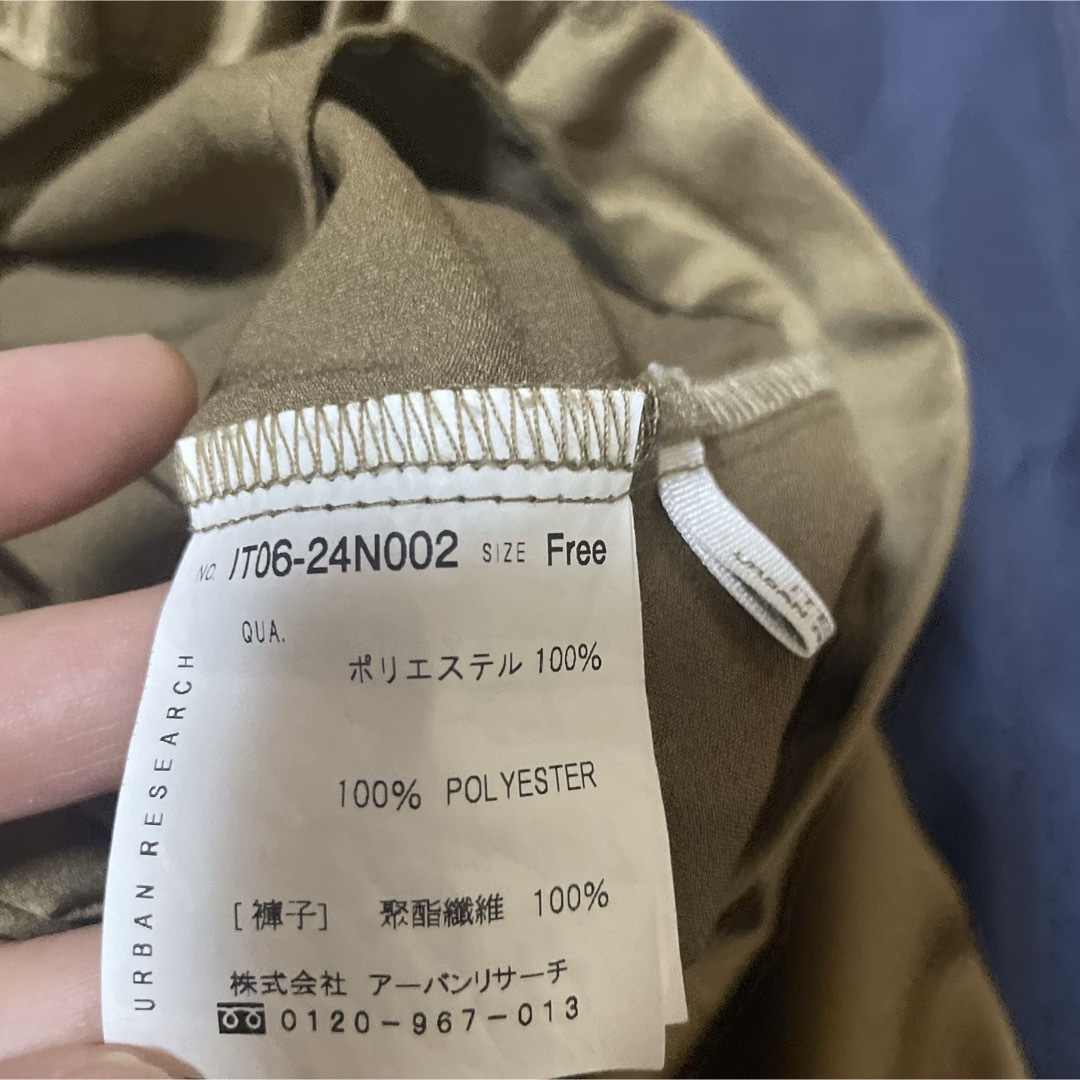 NO. IT06-24N002 SIZE Free
QUA.
ポリエステル 100%
100% POLYESTER
[褲子] 聚酯纖維 100%
株式会社 アーバンリサーチ
0120-967-013
URBAN RESEARCH